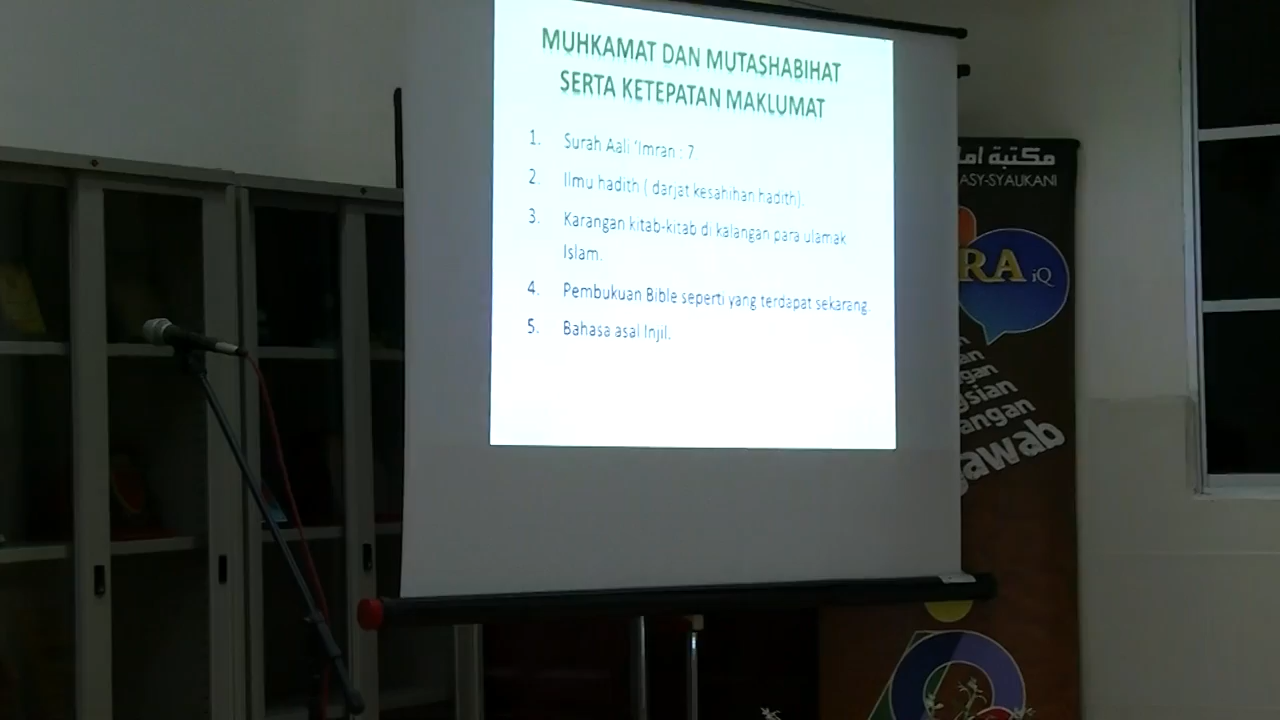 MUHKAMAT DAN MUTASHABIHAT
SERTA KETEPATAN MAKLUMAT
1. Surah Aali 'Imran : 7
2. Ilmu hadith ( darjat kesahihan hadith).
3. Karangan kitab-kitab di kalangan para ulamak
Islam.
4. Pembukuan Bible seperti yang terdapat sekarang.
5. Bahasa asal Injil.
مكتبة
ASY-SYAUKANI
RA iQ